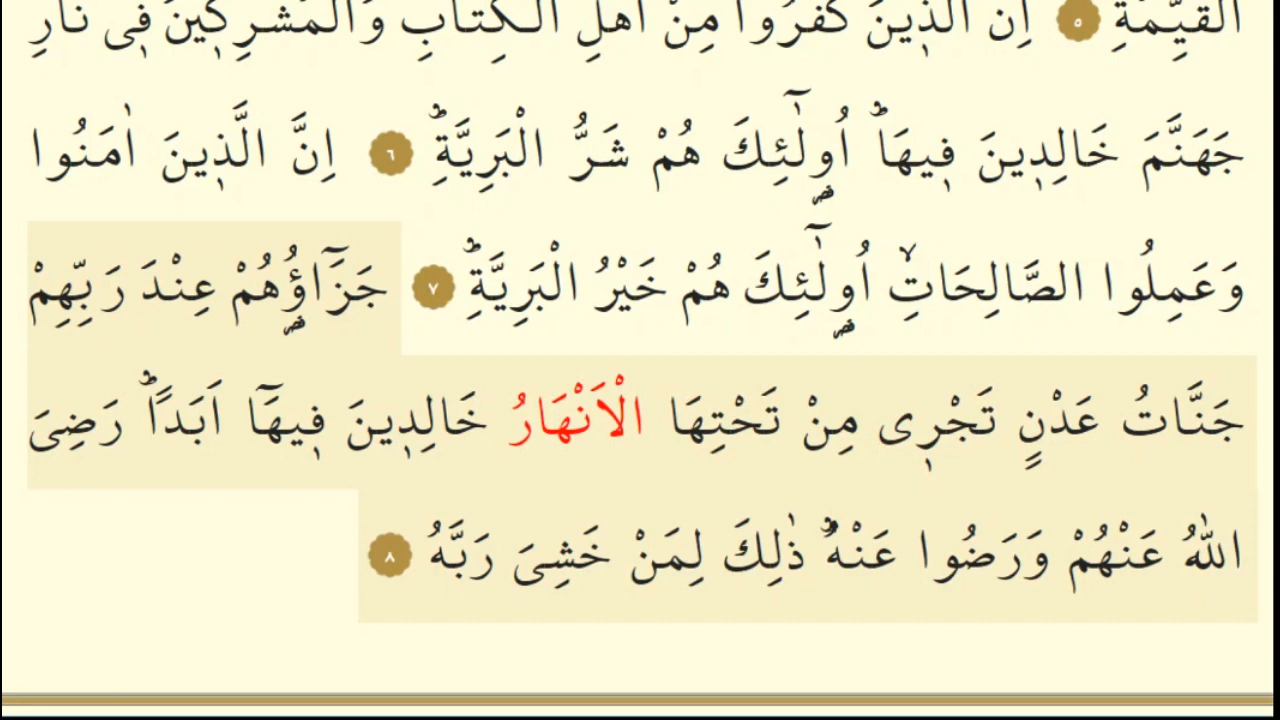 الْقَيِّمَةِ ٥ اِنَّ الَّذٖينَ كَفَرُوا مِنْ اَهْلِ الْكِتَابِ وَالْمُشْرِكٖينَ فٖى نَارِ
جَهَنَّمَ خَالِدٖينَ فٖيهَاؕ اُو۬لٰٓئِكَ هُمْ شَرُّ الْبَرِيَّةِؕ ٦ اِنَّ الَّذٖينَ اٰمَنُوا
وَعَمِلُوا الصَّالِحَاتِۙ اُو۬لٰٓئِكَ هُمْ خَيْرُ الْبَرِيَّةِؕ ٧ جَزَٓاؤُ۬هُمْ عِنْدَ رَبِّهِمْ
جَنَّاتُ عَدْنٍ تَجْرٖى مِنْ تَحْتِهَا الْاَنْهَارُ خَالِدٖينَ فٖيهَٓا اَبَدًاؕ رَضِىَ
اللّٰهُ عَنْهُمْ وَرَضُوا عَنْهُؕ ذٰلِكَ لِمَنْ خَشِىَ رَبَّهُ ٨